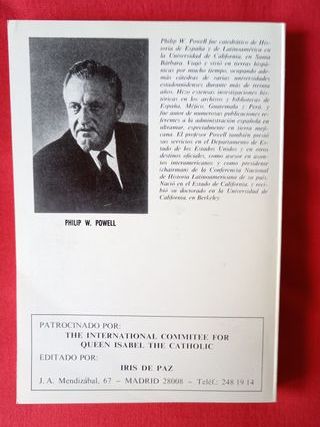 Philip W. Powell fue catedrático de His-
toria de España y de Latinoamérica en
la Universidad de California, en Santa
Bárbara. Viajó y vivió en tierras hispá-
nicas por mucho tiempo, ocupando ade-
más cátedras de varias universidades
estadounidenses durante más de treinta
años. Hizo extensas investigaciones his-
tóricas en los archivos y bibliotecas de
España, Méjico, Guatemala y Perú, y
fue autor de numerosas publicaciones re-
ferentes a la administración española en
ultramar, especialmente en tierra meji-
cana. El profesor Powell también prestó
sus servicios en el Departamento de Es-
tado de los Estados Unidos y en otros
destinos oficiales, como asesor en asun-
tos interamericanos y como presidente
(chairman) de la Conferencia Nacional
de Historia Latinoamericana de su país.
Nació en el Estado de California, y reci-
bió su doctorado en la Universidad de
California, en Berkeley.
PHILIP W. POWELL
PATROCINADO POR:
THE INTERNATIONAL COMMITEE FOR
QUEEN ISABEL THE CATHOLIC
EDITADO POR:
IRIS DE PAZ
J. A. Mendizábal, 67 – MADRID 28008 – Teléf.: 248 19 14